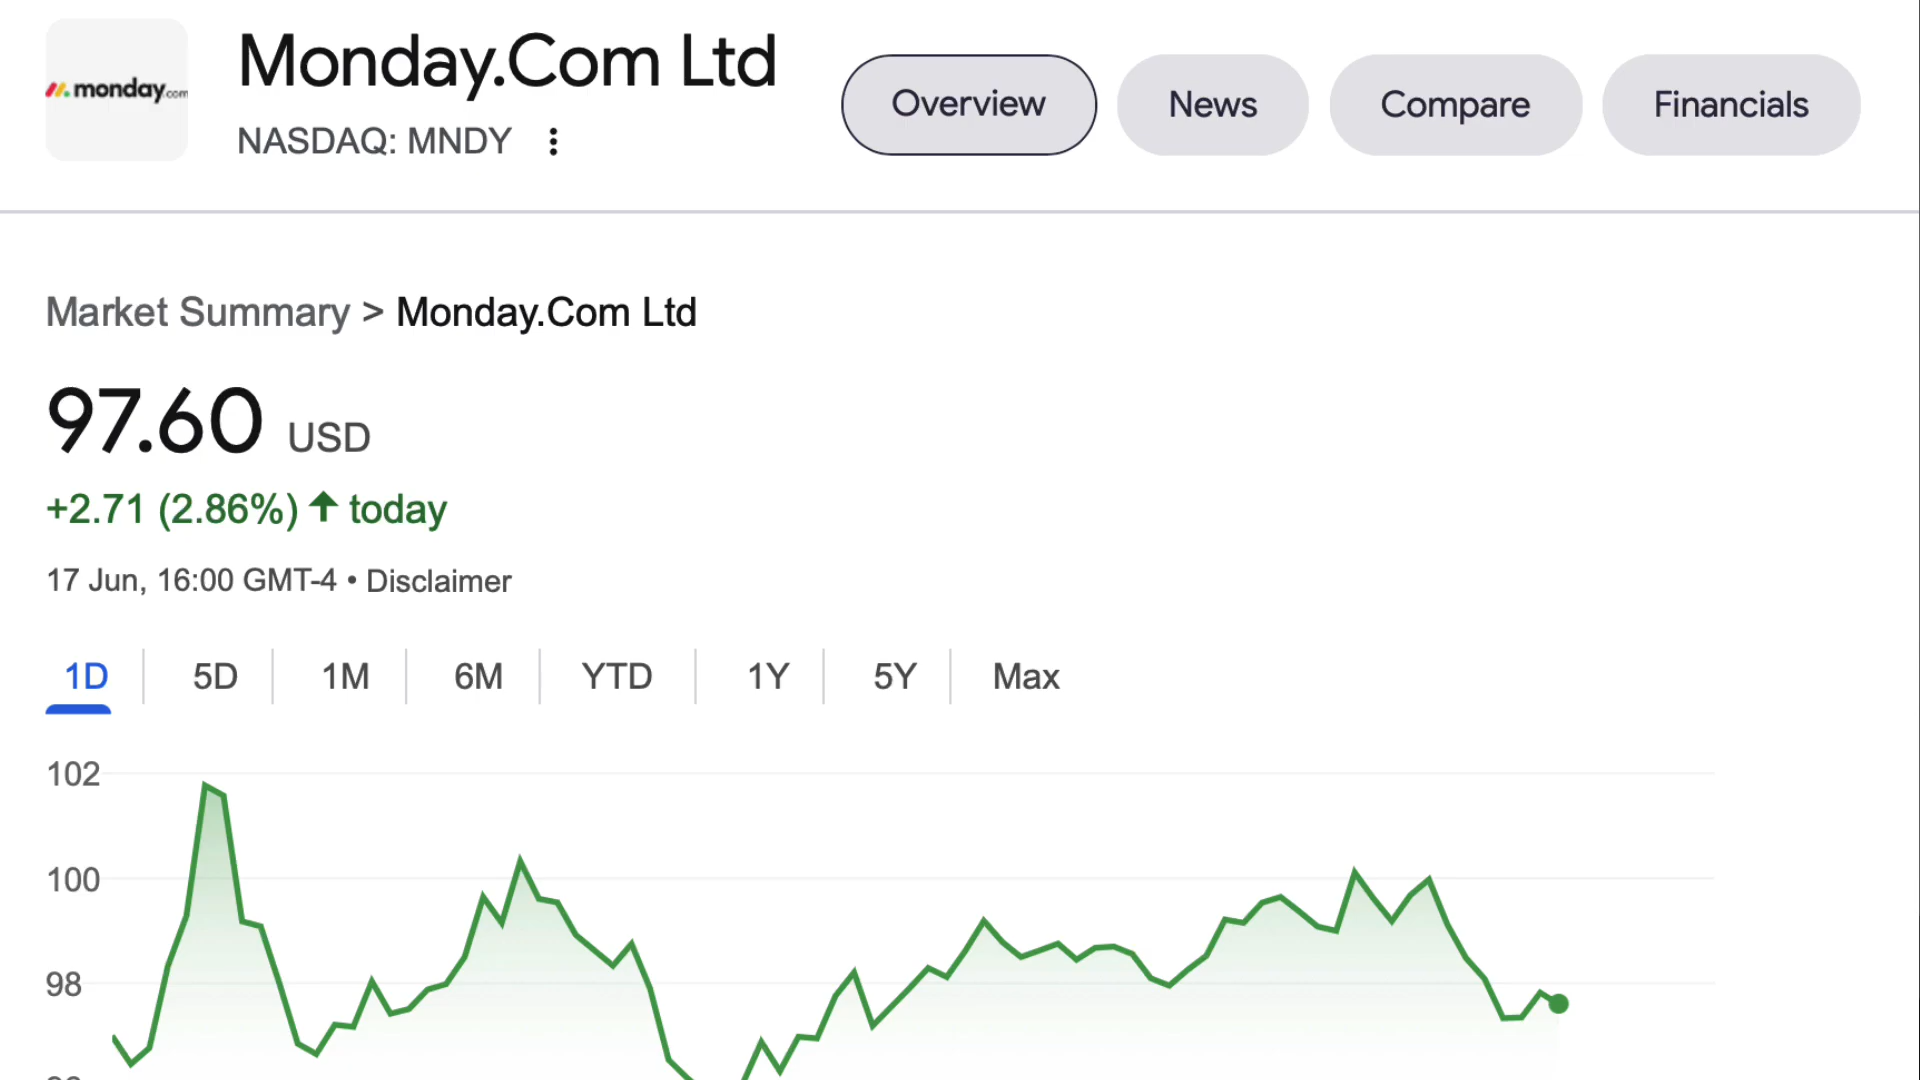 monday.com
Monday.Com Ltd
NASDAQ: MNDY
Overview
News
Compare
Financials
Market Summary > Monday.Com Ltd
97.60 USD
+2.71 (2.86%) today
17 Jun, 16:00 GMT-4 • Disclaimer
1D
5D
1M
6M
YTD
1Y
5Y
Max
102
100
98